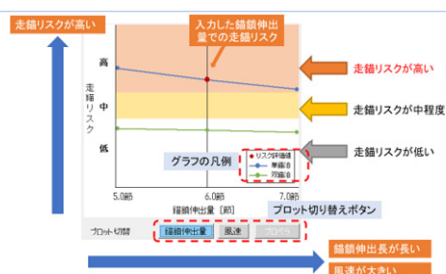 走錨リスクが高い
入力した錨鎖伸出
量での走錨リスク
高
中
低
走錨リスク
走錨リスクが高い
走錨リスクが中程度
走錨リスクが低い
グラフの凡例
リスク評価値
単錨泊
双錨泊
5.0節
6.0節
7.0節
錨鎖伸出量 [節]
プロット切り替えボタン
プロット切替
錨鎖伸出量
風速
プロペラ
錨鎖伸出長が長い
風速が大きい